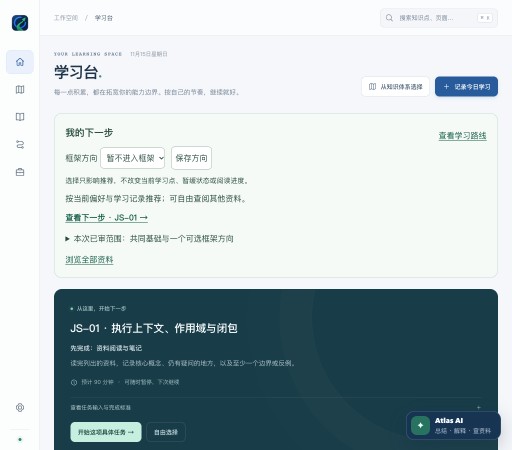 工作空间 / 学习台
搜索知识点、页面...
YOUR LEARNING SPACE 11月15日星期日
学习台.
每一点积累，都在拓宽你的能力边界。按自己的节奏，继续就好。
从知识体系选择
+ 记录今日学习
我的下一步
查看学习路线
框架方向 暂不进入框架 保存方向
选择只影响推荐，不改变当前学习点、暂缓状态或阅读进度。
按当前偏好与学习记录推荐；可自由查阅其他资料。
查看下一步 · JS-01 →
▶ 本次已审范围：共同基础与一个可选框架方向
浏览全部资料
从这里，开始下一步
JS-01 · 执行上下文、作用域与闭包
先完成：资料阅读与笔记
读完列出的资料，记录核心概念、仍有疑问的地方，以及至少一个边界或反例。
预计 90 分钟 · 可随时暂停，下次继续
查看任务输入与完成标准 +
开始这项具体任务 →
自由选择
Atlas AI
总结 · 解释 · 查资料